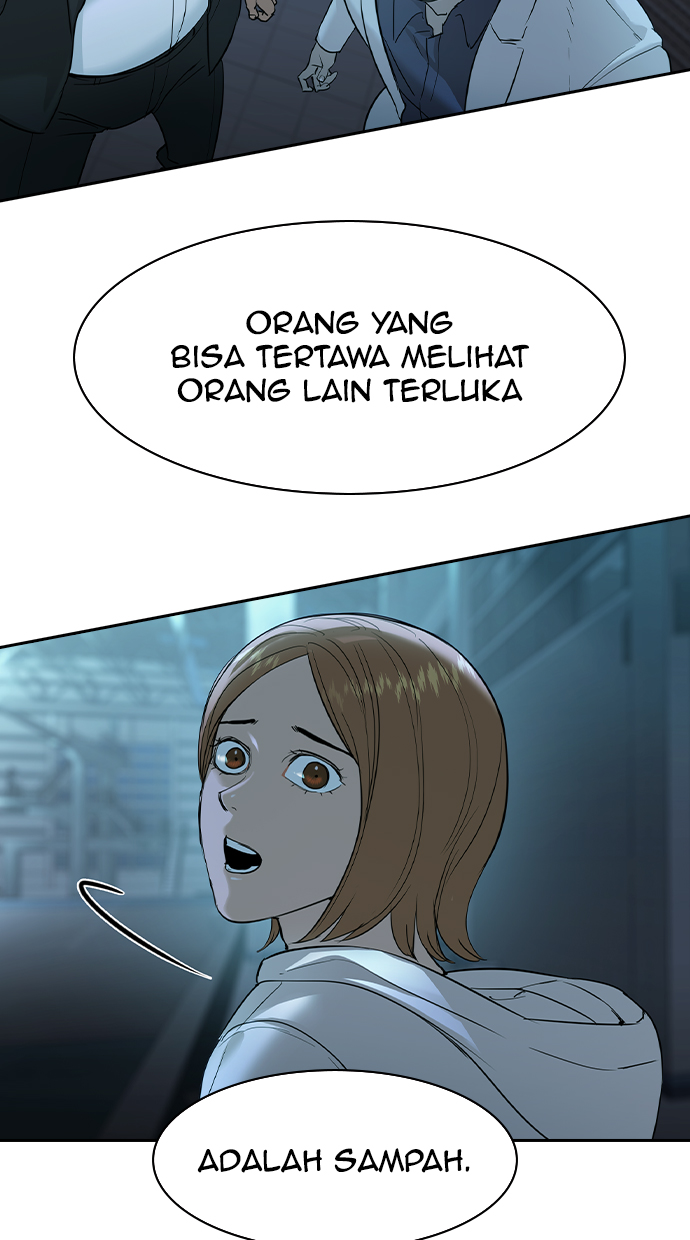 ORANG YANG
BISA TERTAWA MELIHAT
ORANG LAIN TERLUKA
ADALAH SAMPAH.